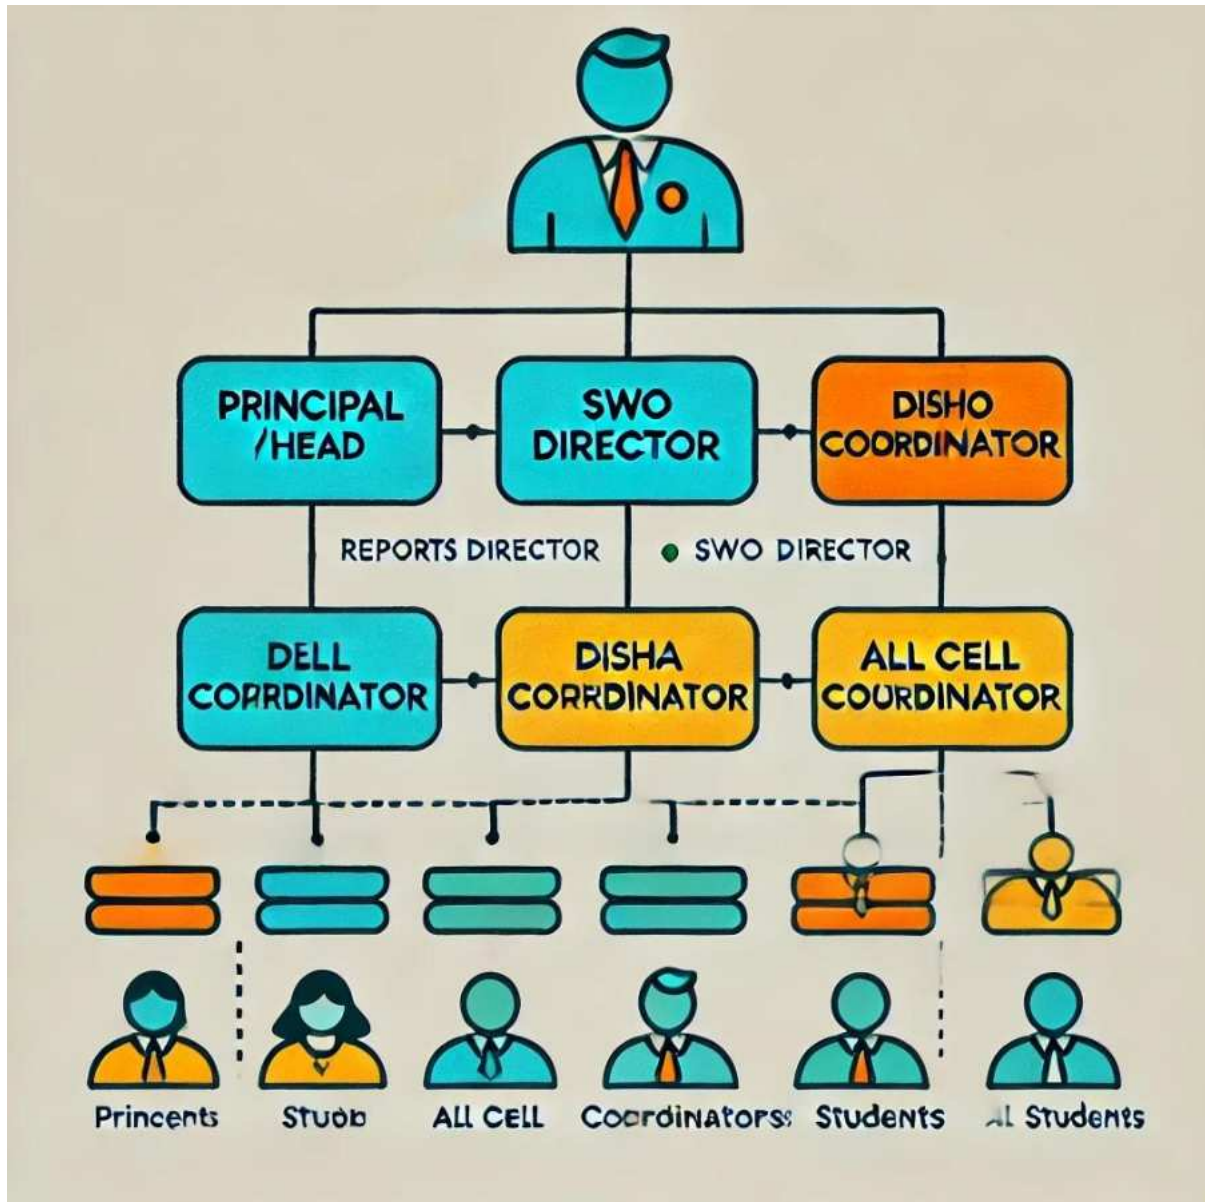 PRINCIPAL
/HEAD
SWO
DIRECTOR
DISHO
COORDINATOR
REPORTS DIRECTOR
SWO DIRECTOR
DELL
CORRDINATOR
DISHA
CORRDINATOR
ALL CELL
COURDINATOR
Princents
Stuob
ALL CELL
Coordinators:
Students
AL Students